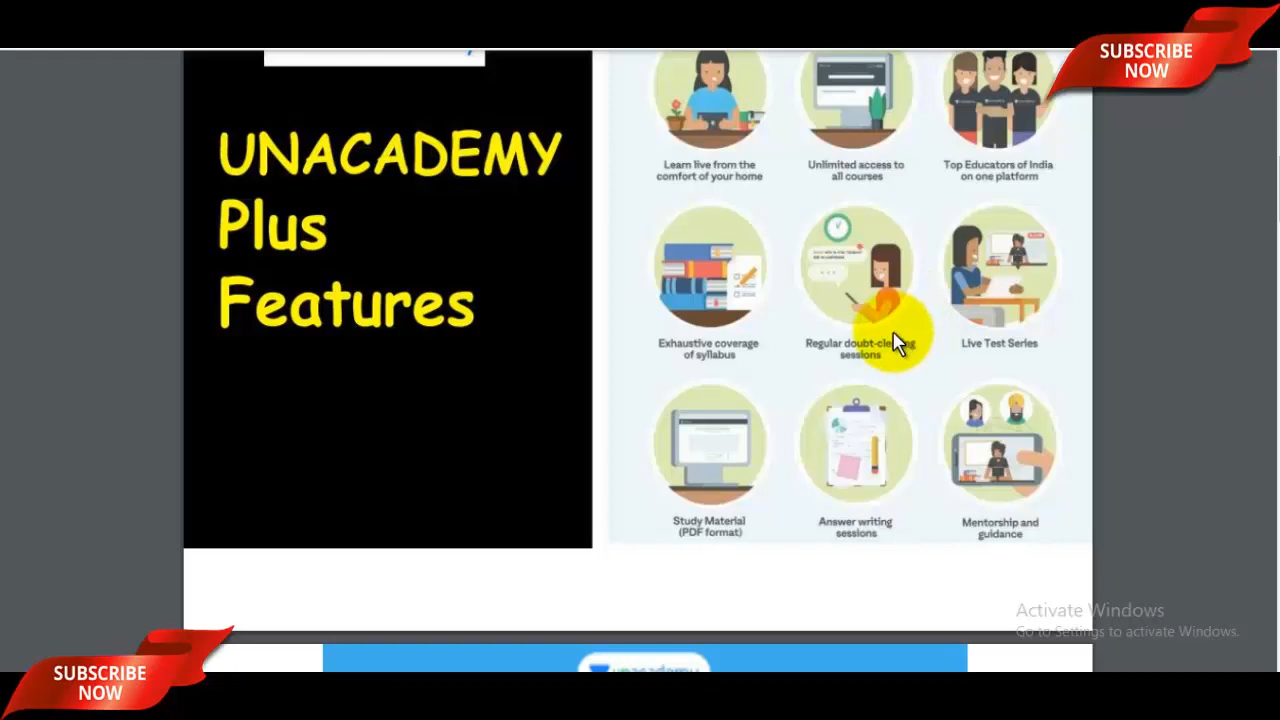 SUBSCRIBE
NOW
UNACADEMY
Plus
Features
Learn live from the
comfort of your home
Unlimited access to
all courses
Top Educators of India
on one platform
Exhaustive coverage
of syllabus
Regular doubt-clearing
sessions
Live Test Series
Study Material
(PDF format)
Answer writing
sessions
Mentorship and
guidance
Activate Windows
Go to Settings to activate Windows.
unacademy
SUBSCRIBE
NOW